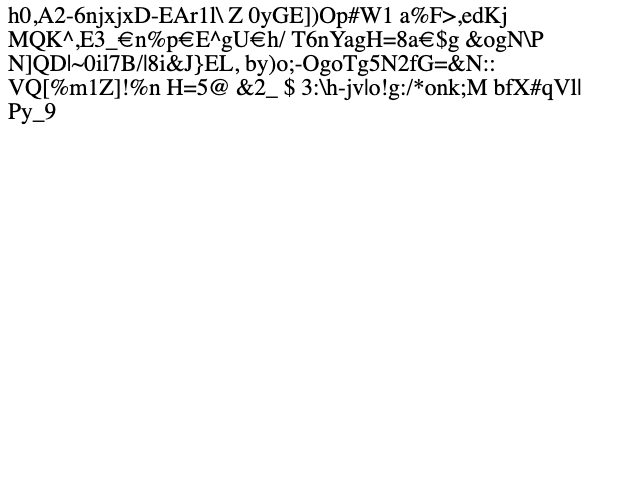 h0,A2-6njxjxD-EAr1l\ Z 0yGE])Op#W1 a%F>,edKj
MQK^,E3_€n%p€E^gU€h/ T6nYagH=8a€$g &ogN\P
N]QD|~0il7B/|8i&J}EL, by)o;-OgoTg5N2fG=&N::
VQ[%m1Z]!%n H=5@ &2_ $ 3:\h-jv|o!g:/*onk;M bfX#qVl|
Py_9